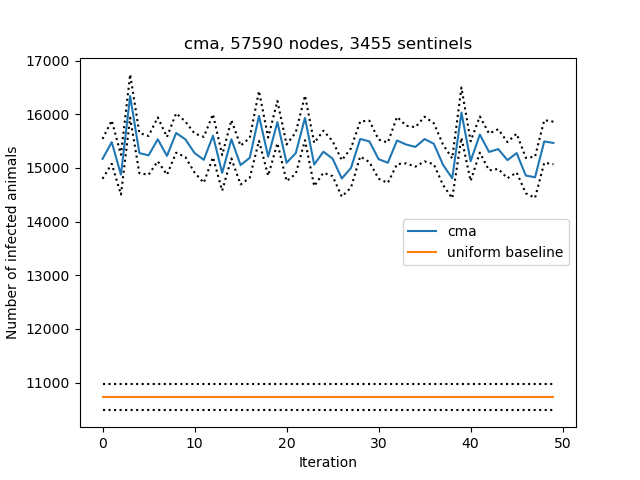 cma, 57590 nodes, 3455 sentinels
17000
16000
15000
14000
13000
12000
11000
Number of infected animals
cma
uniform baseline
0 10 20 30 40 50
Iteration